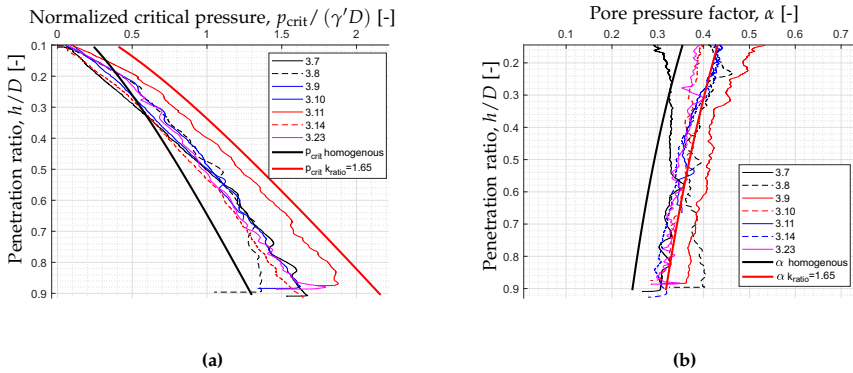 Normalized critical pressure, p_crit / (γ′D) [-]
0 0.5 1 1.5 2
Penetration ratio, h/D [-]
0.1
0.2
0.3
0.4
0.5
0.6
0.7
0.8
0.9
3.7
3.8
3.9
3.10
3.11
3.14
3.23
p_crit homogenous
p_crit k_ratio=1.65
(a)
Pore pressure factor, α [-]
0 0.1 0.2 0.3 0.4 0.5 0.6 0.7
Penetration ratio, h/D [-]
0.2
0.3
0.4
0.5
0.6
0.7
0.8
0.9
3.7
3.8
3.9
3.10
3.11
3.14
3.23
α homogenous
α k_ratio=1.65
(b)